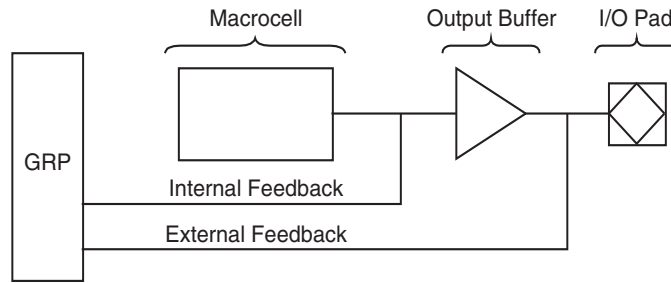 Macrocell
Output Buffer
I/O Pad
GRP
Internal Feedback
External Feedback